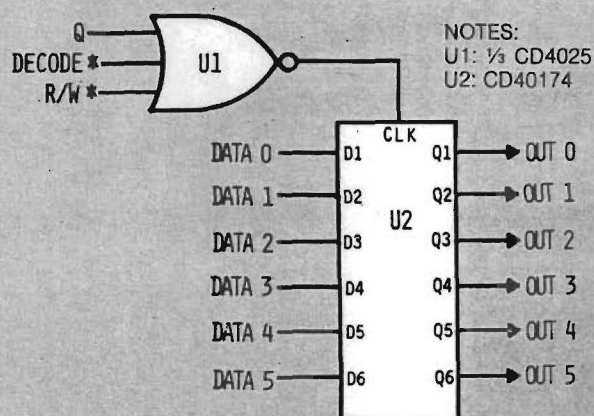 Q
DECODE *
R/W *
U1
NOTES:
U1: ⅓ CD4025
U2: CD40174
CLK
U2
DATA 0 D1 Q1 OUT 0
DATA 1 D2 Q2 OUT 1
DATA 2 D3 Q3 OUT 2
DATA 3 D4 Q4 OUT 3
DATA 4 D5 Q5 OUT 4
DATA 5 D6 Q6 OUT 5